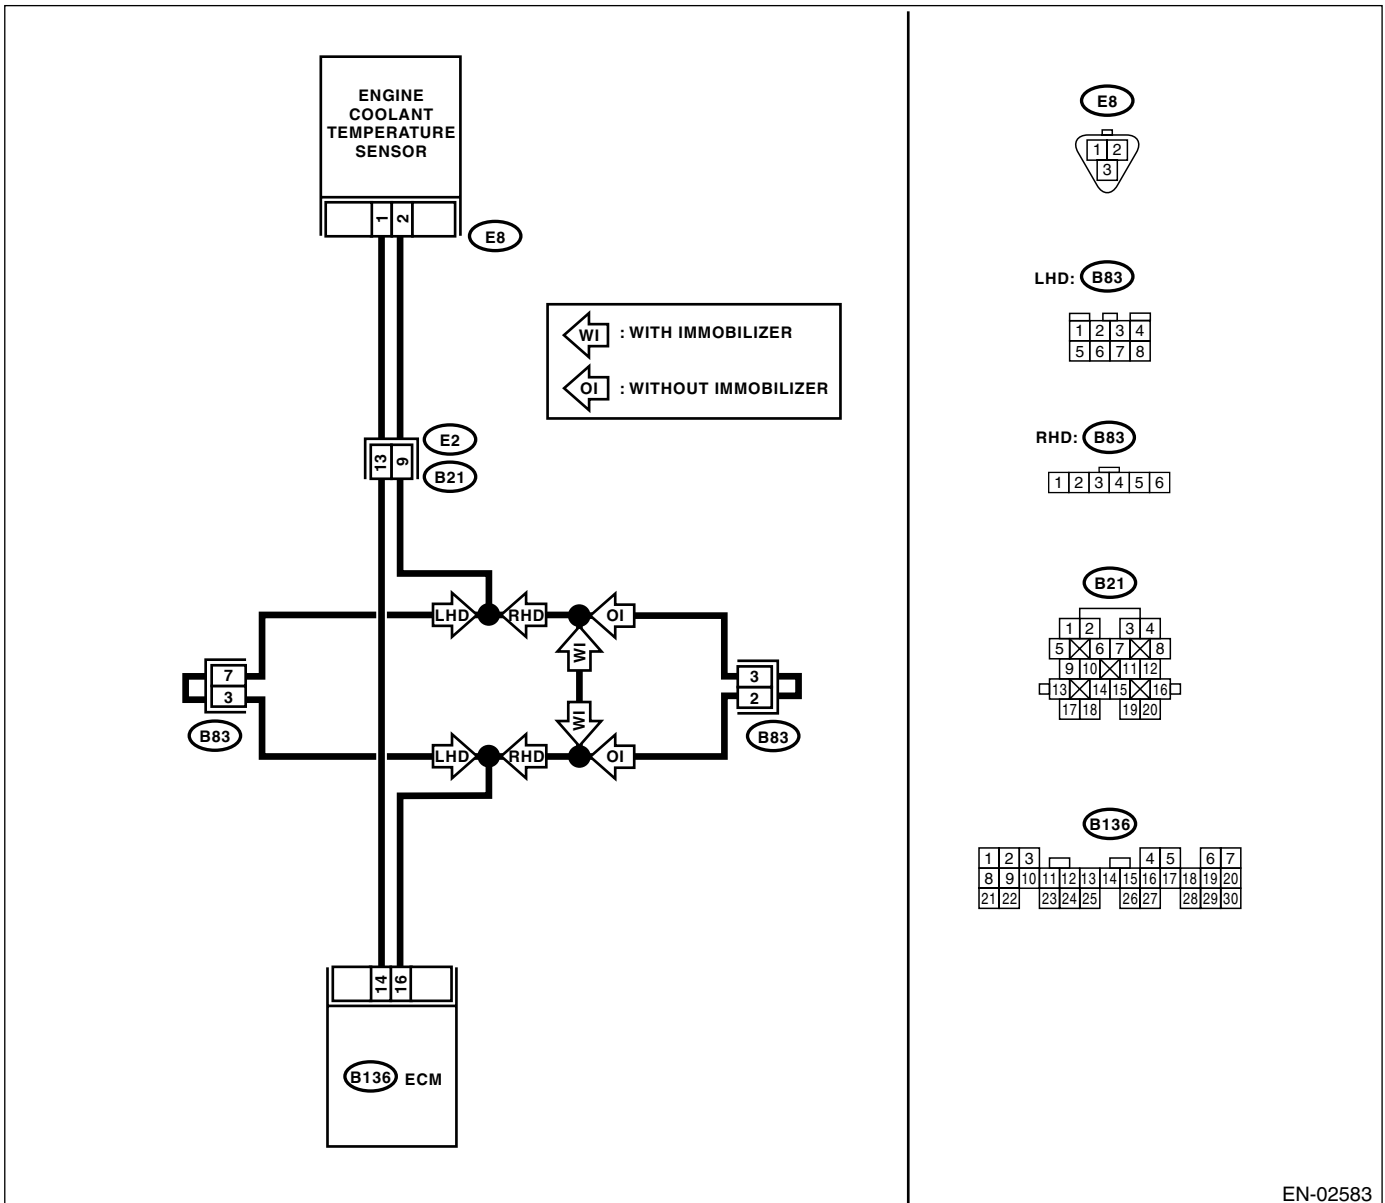 ENGINE
COOLANT
TEMPERATURE
SENSOR
1 2
E8
WI : WITH IMMOBILIZER
OI : WITHOUT IMMOBILIZER
13 9
E2
B21
LHD RHD OI
WI
7
3
B83
3
2
B83
WI
LHD RHD OI
14 16
B136 ECM
E8
1 2
3
LHD: B83
1 2 3 4
5 6 7 8
RHD: B83
1 2 3 4 5 6
B21
1 2 3 4
5 6 7 8
9 10 11 12
13 14 15 16
17 18 19 20
B136
1 2 3 4 5 6 7
8 9 10 11 12 13 14 15 16 17 18 19 20
21 22 23 24 25 26 27 28 29 30
EN-02583